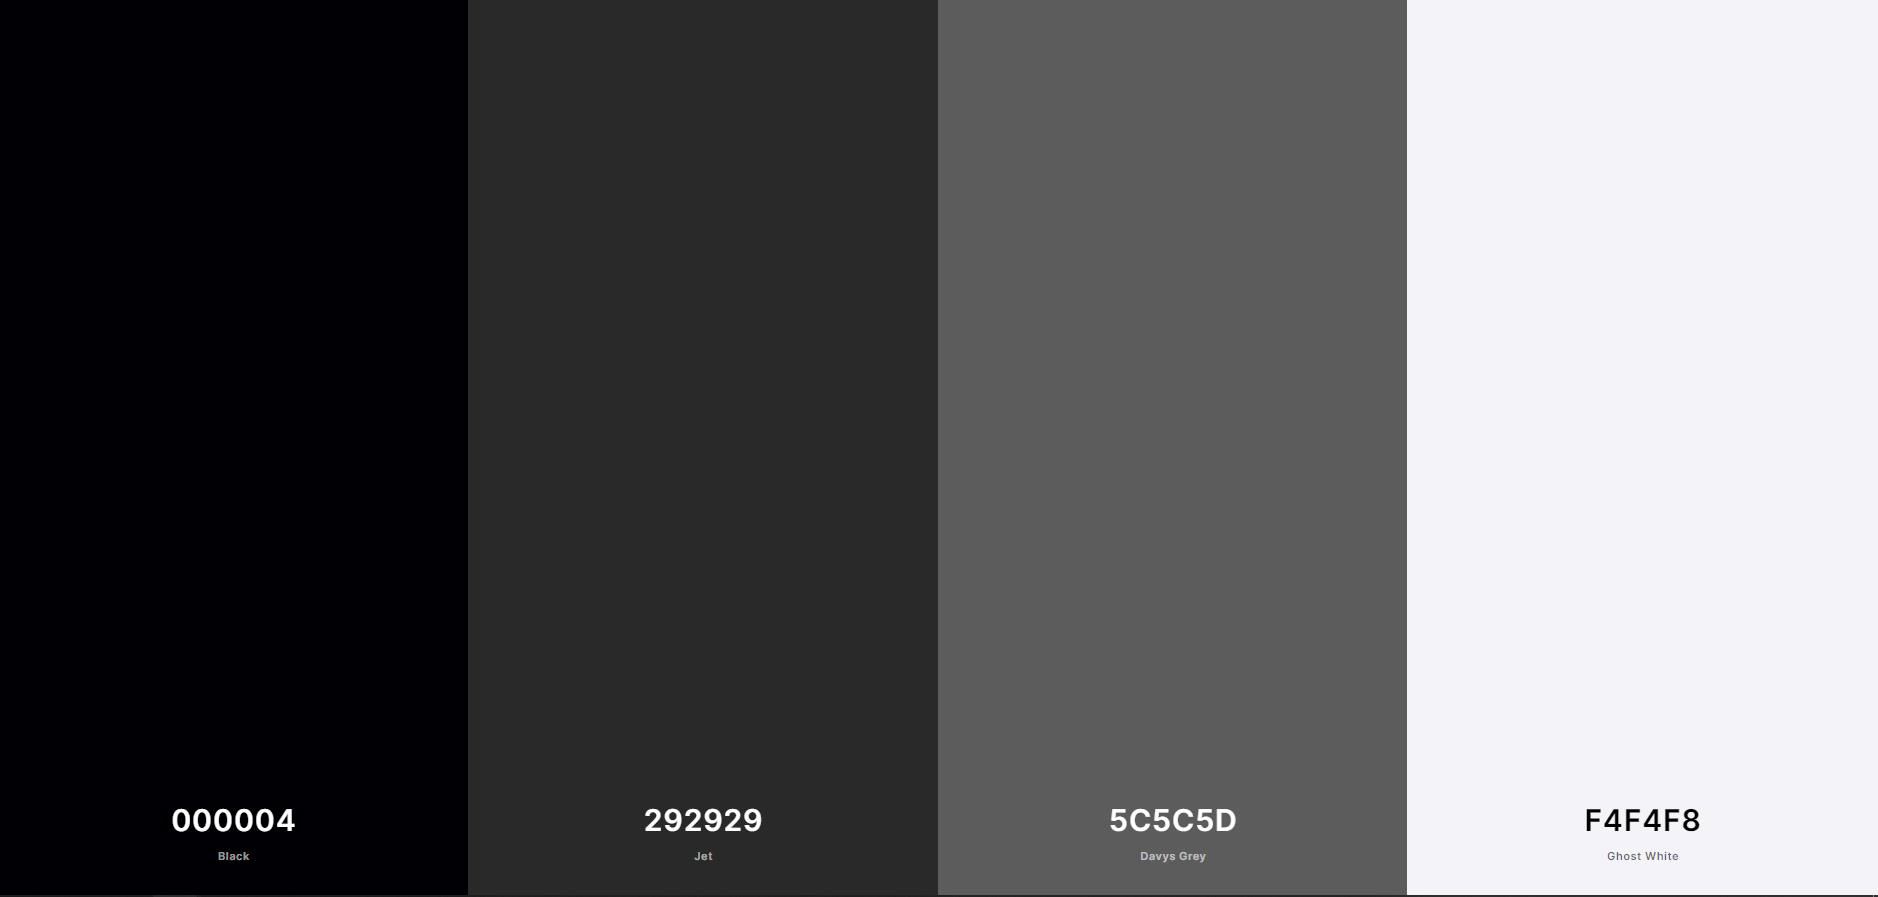 000004
Black
292929
Jet
5C5C5D
Davys Grey
F4F4F8
Ghost White